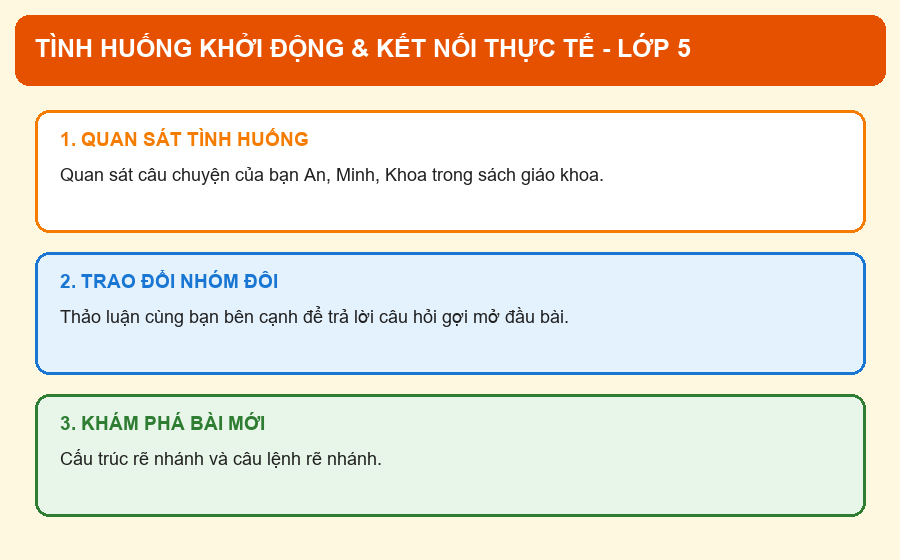 TÌNH HUỐNG KHỞI ĐỘNG & KẾT NỐI THỰC TẾ - LỚP 5
1. QUAN SÁT TÌNH HUỐNG
Quan sát câu chuyện của bạn An, Minh, Khoa trong sách giáo khoa.
2. TRAO ĐỔI NHÓM ĐÔI
Thảo luận cùng bạn bên cạnh để trả lời câu hỏi gợi mở đầu bài.
3. KHÁM PHÁ BÀI MỚI
Cấu trúc rẽ nhánh và câu lệnh rẽ nhánh.